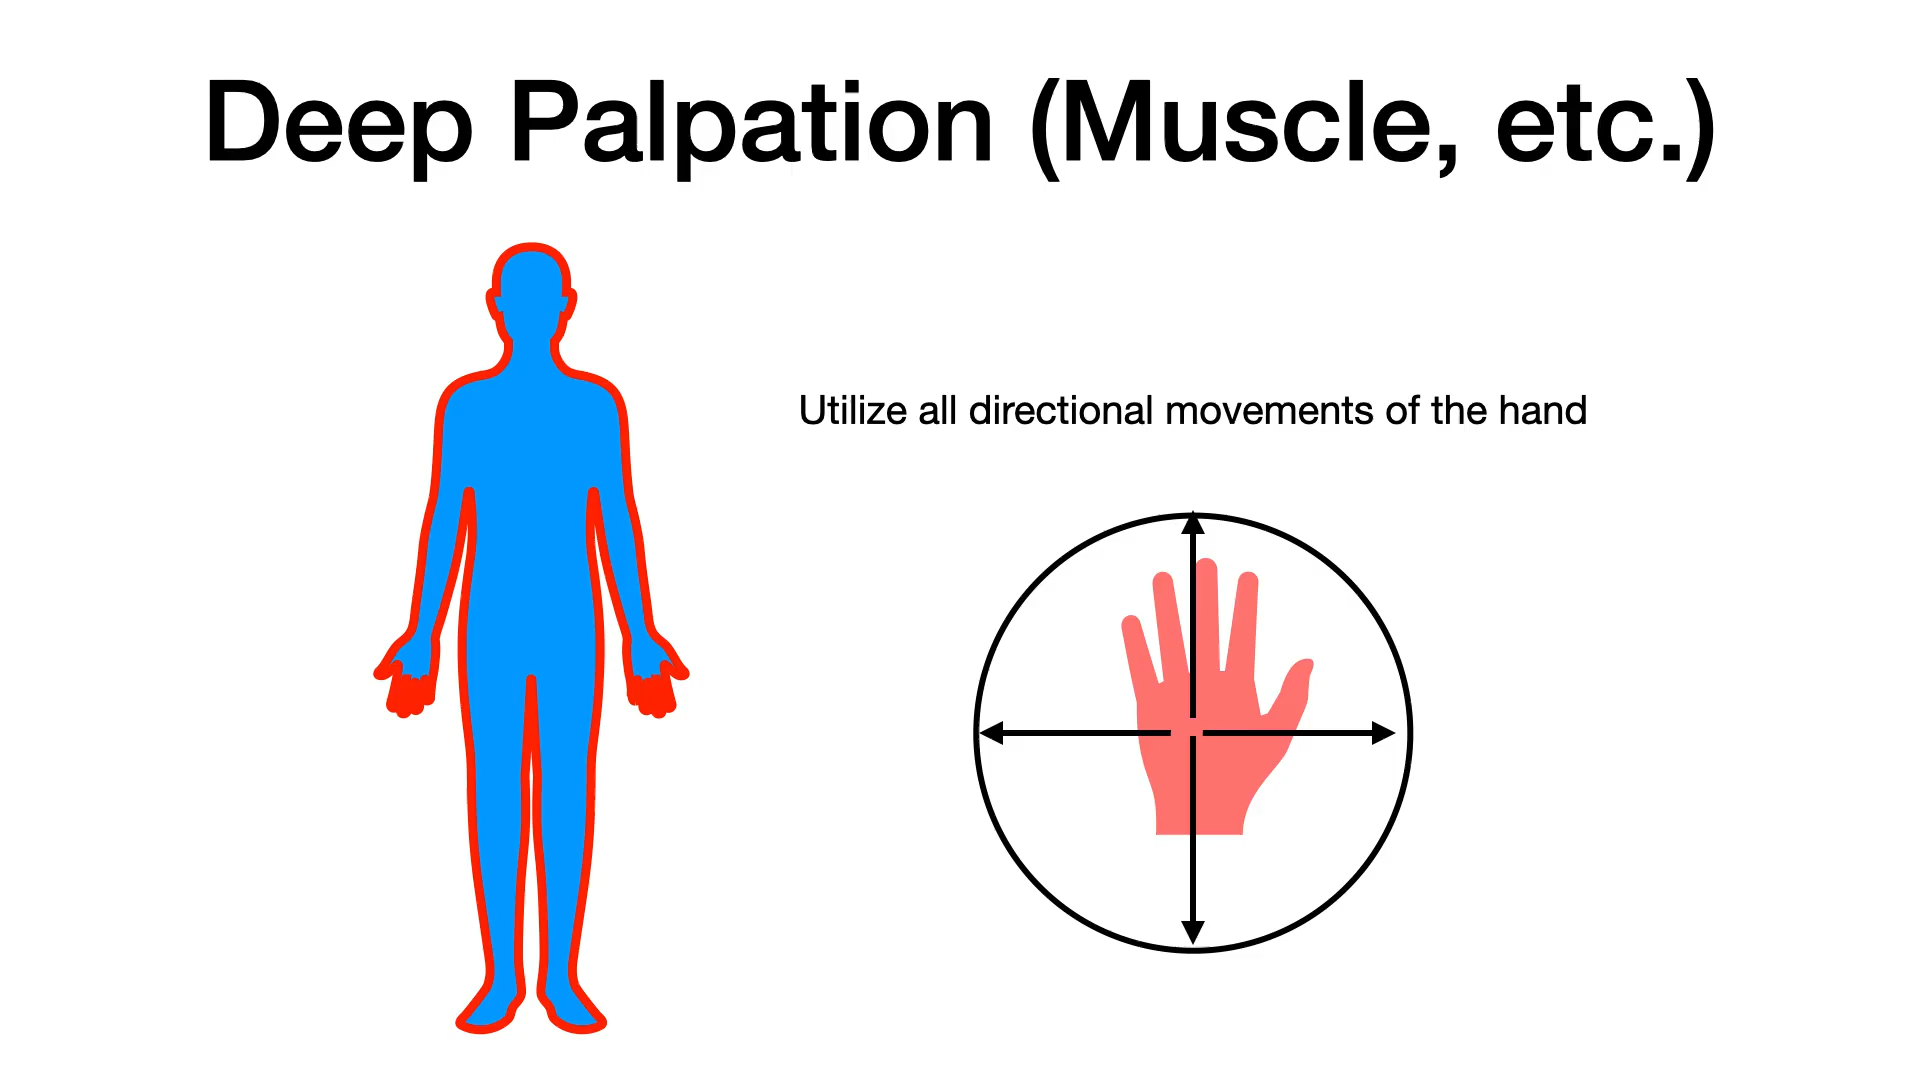 Deep Palpation (Muscle, etc.)
Utilize all directional movements of the hand